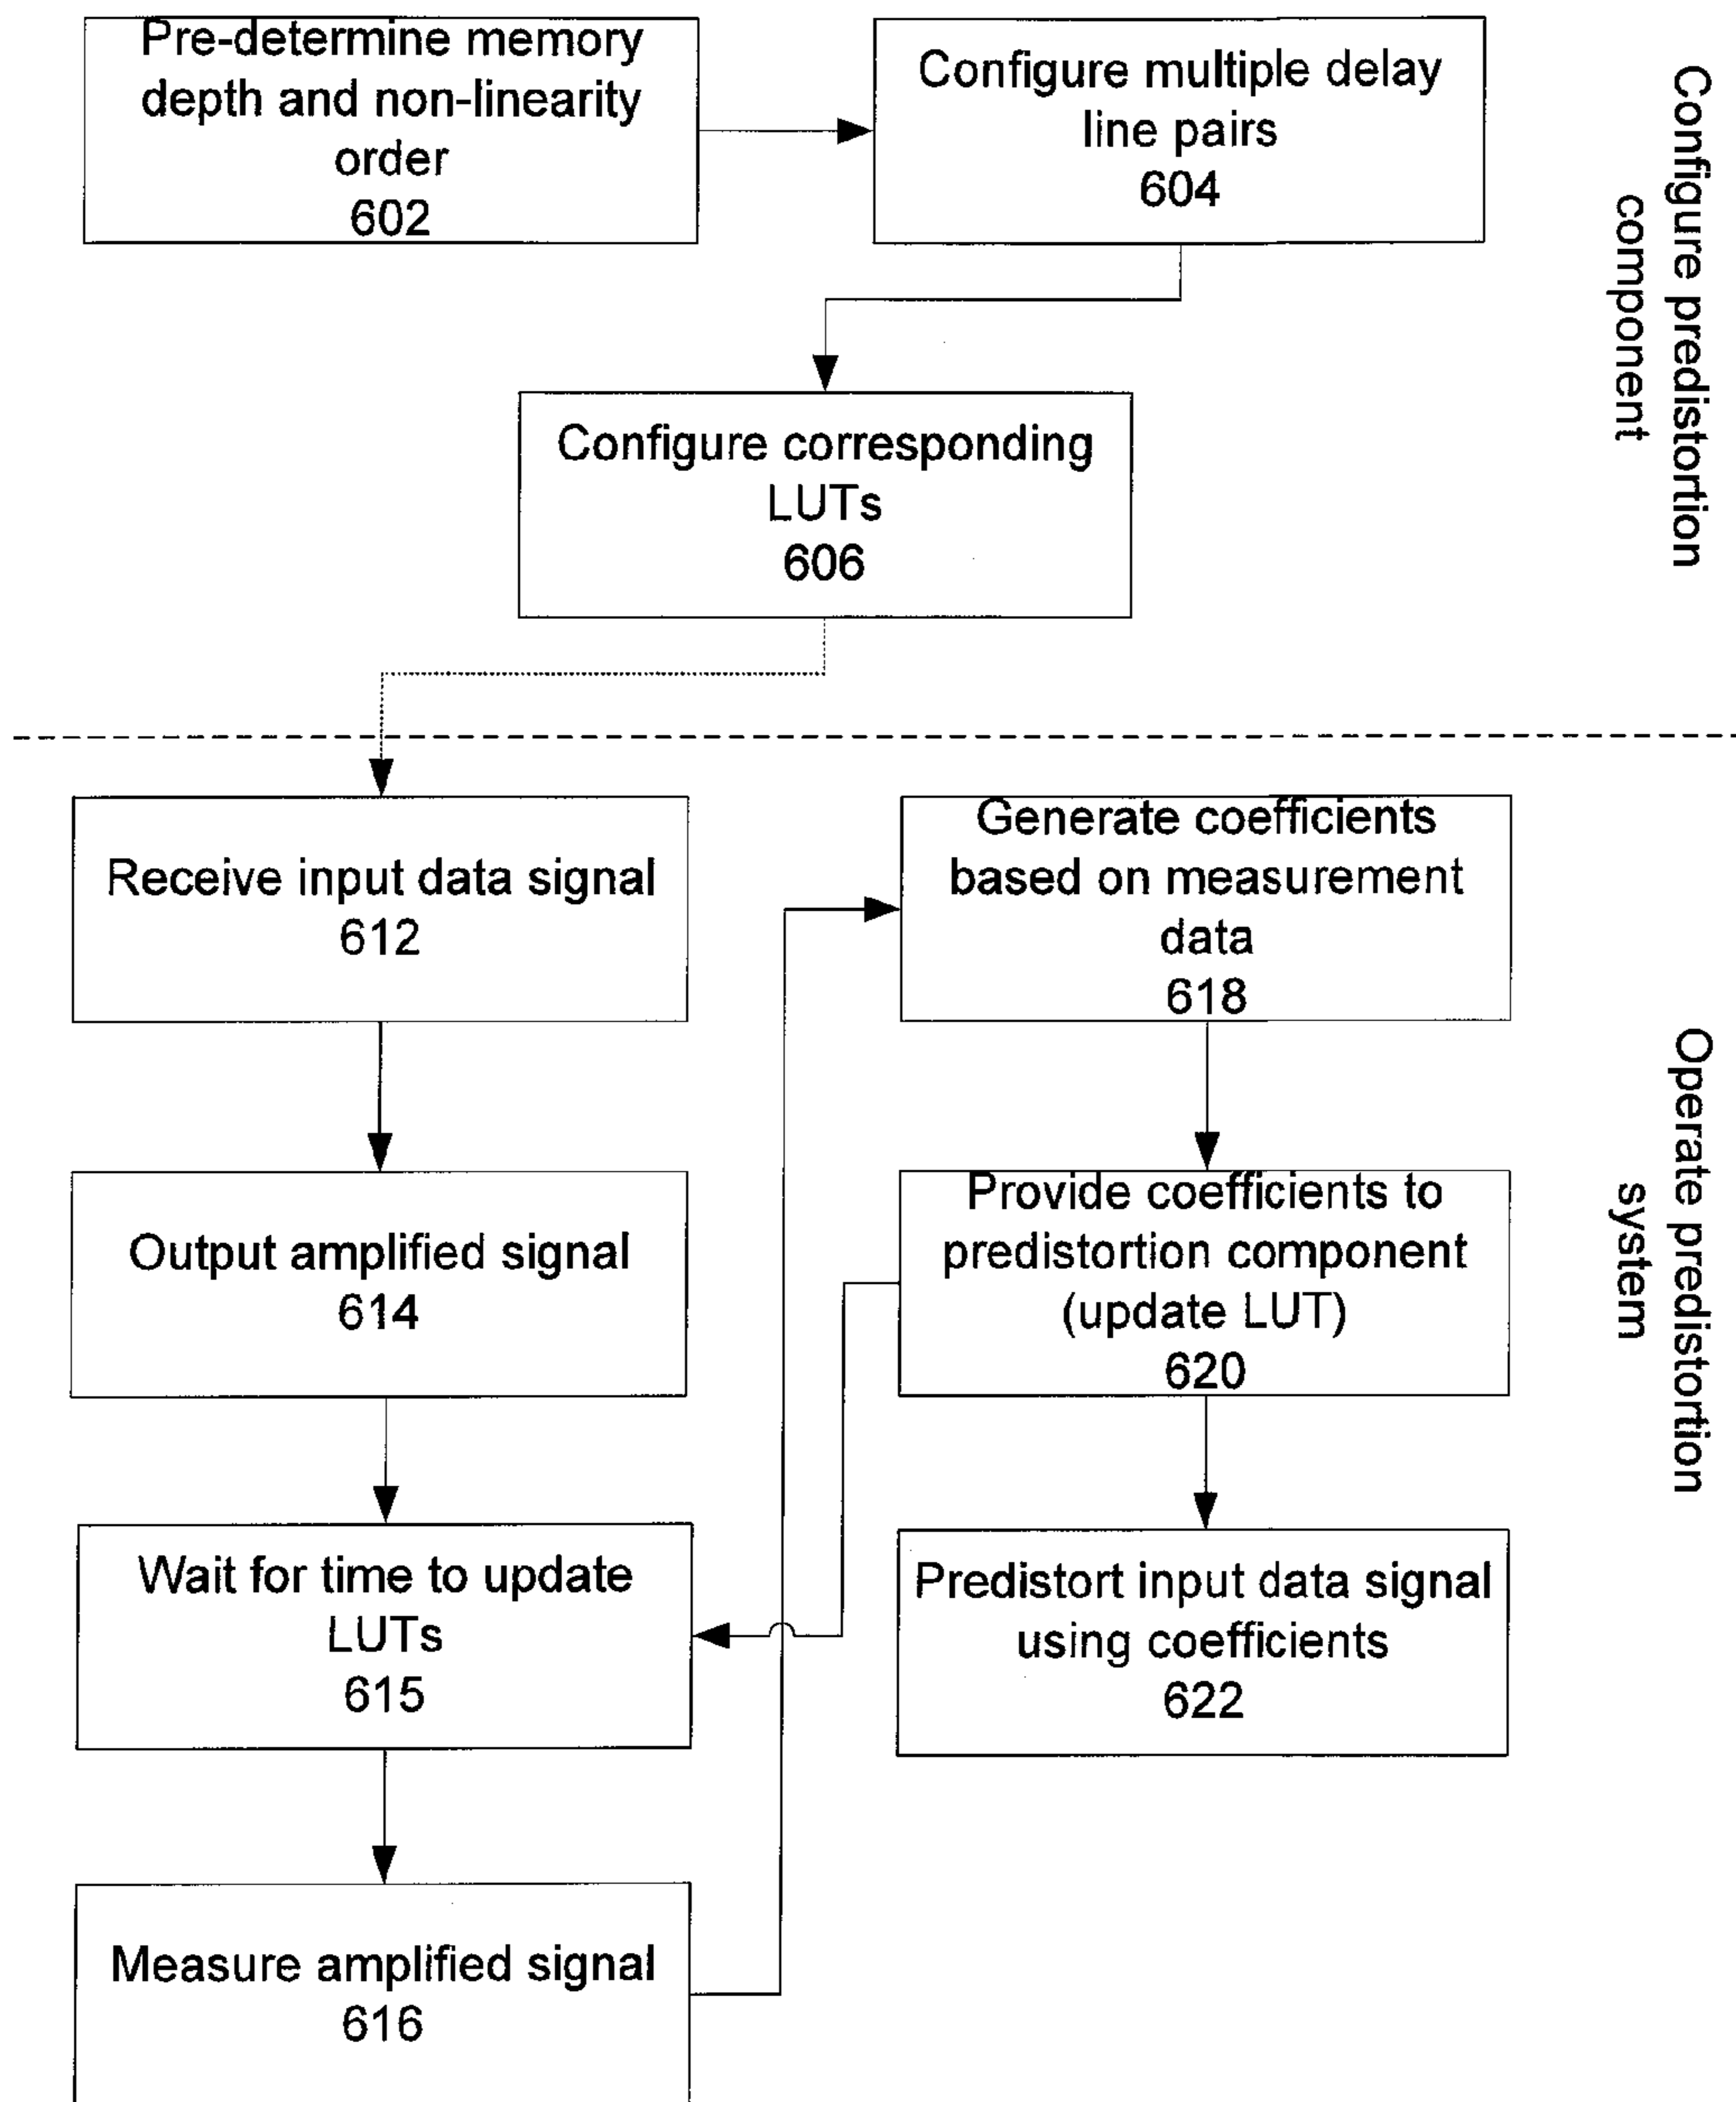 Pre-determine memory
depth and non-linearity
order
602
Configure multiple delay
line pairs
604
Configure corresponding
LUTs
606
Configure predistortion
component
Receive input data signal
612
Output amplified signal
614
Wait for time to update
LUTs
615
Measure amplified signal
616
Generate coefficients
based on measurement
data
618
Provide coefficients to
predistortion component
(update LUT)
620
Predistort input data signal
using coefficients
622
Operate predistortion
system